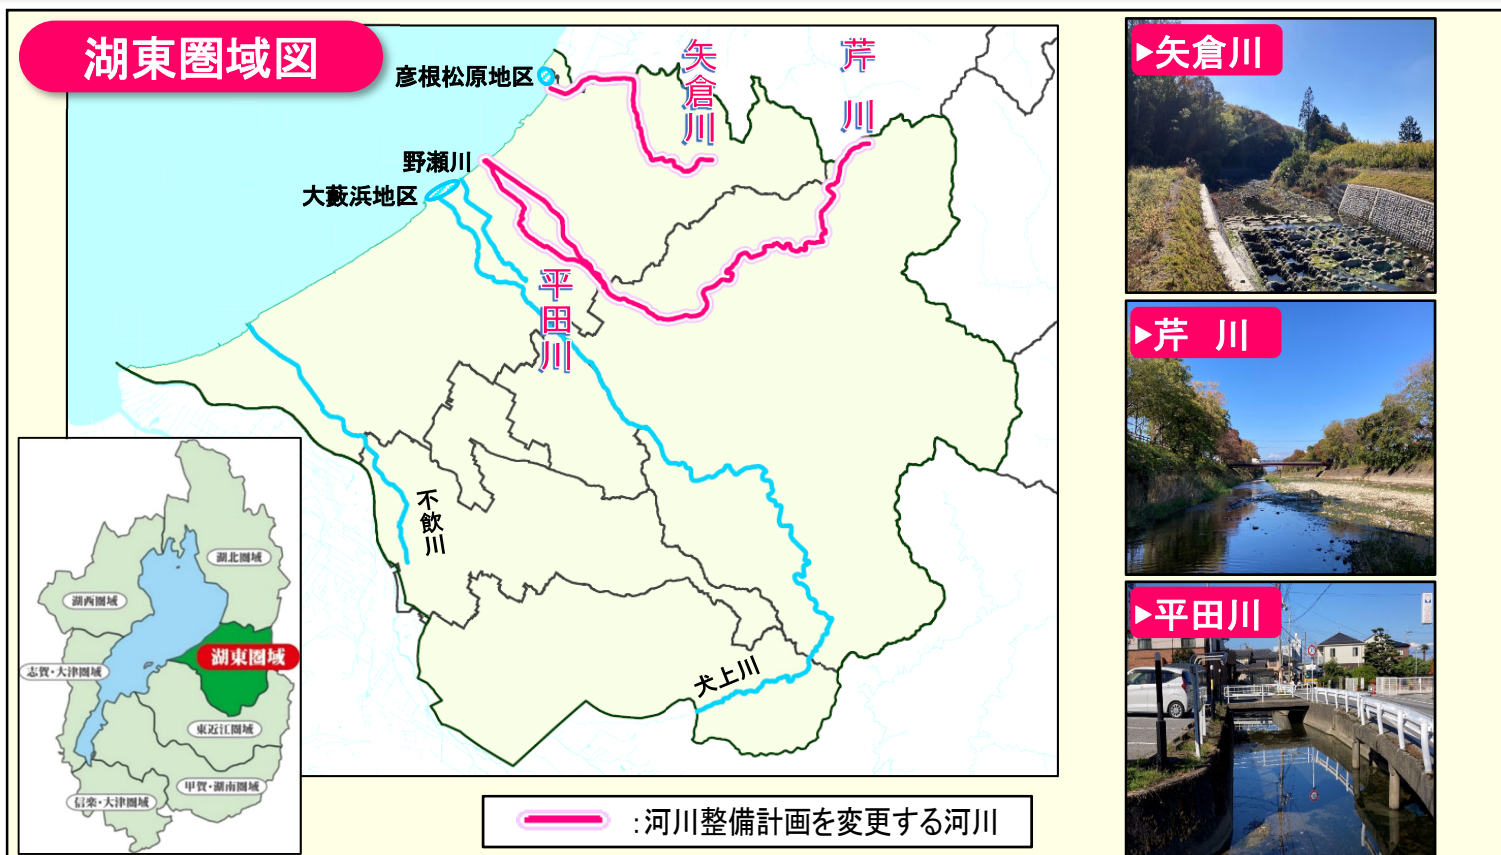 湖東圏域図
彦根松原地区
矢倉川
芹川
野瀬川
大藪浜地区
平田川
不飲川
犬上川
湖北圏域
湖西圏域
湖東圏域
志賀・大津圏域
東近江圏域
甲賀・湖南圏域
信楽・大津圏域
:河川整備計画を変更する河川
▶矢倉川
▶芹 川
▶平田川